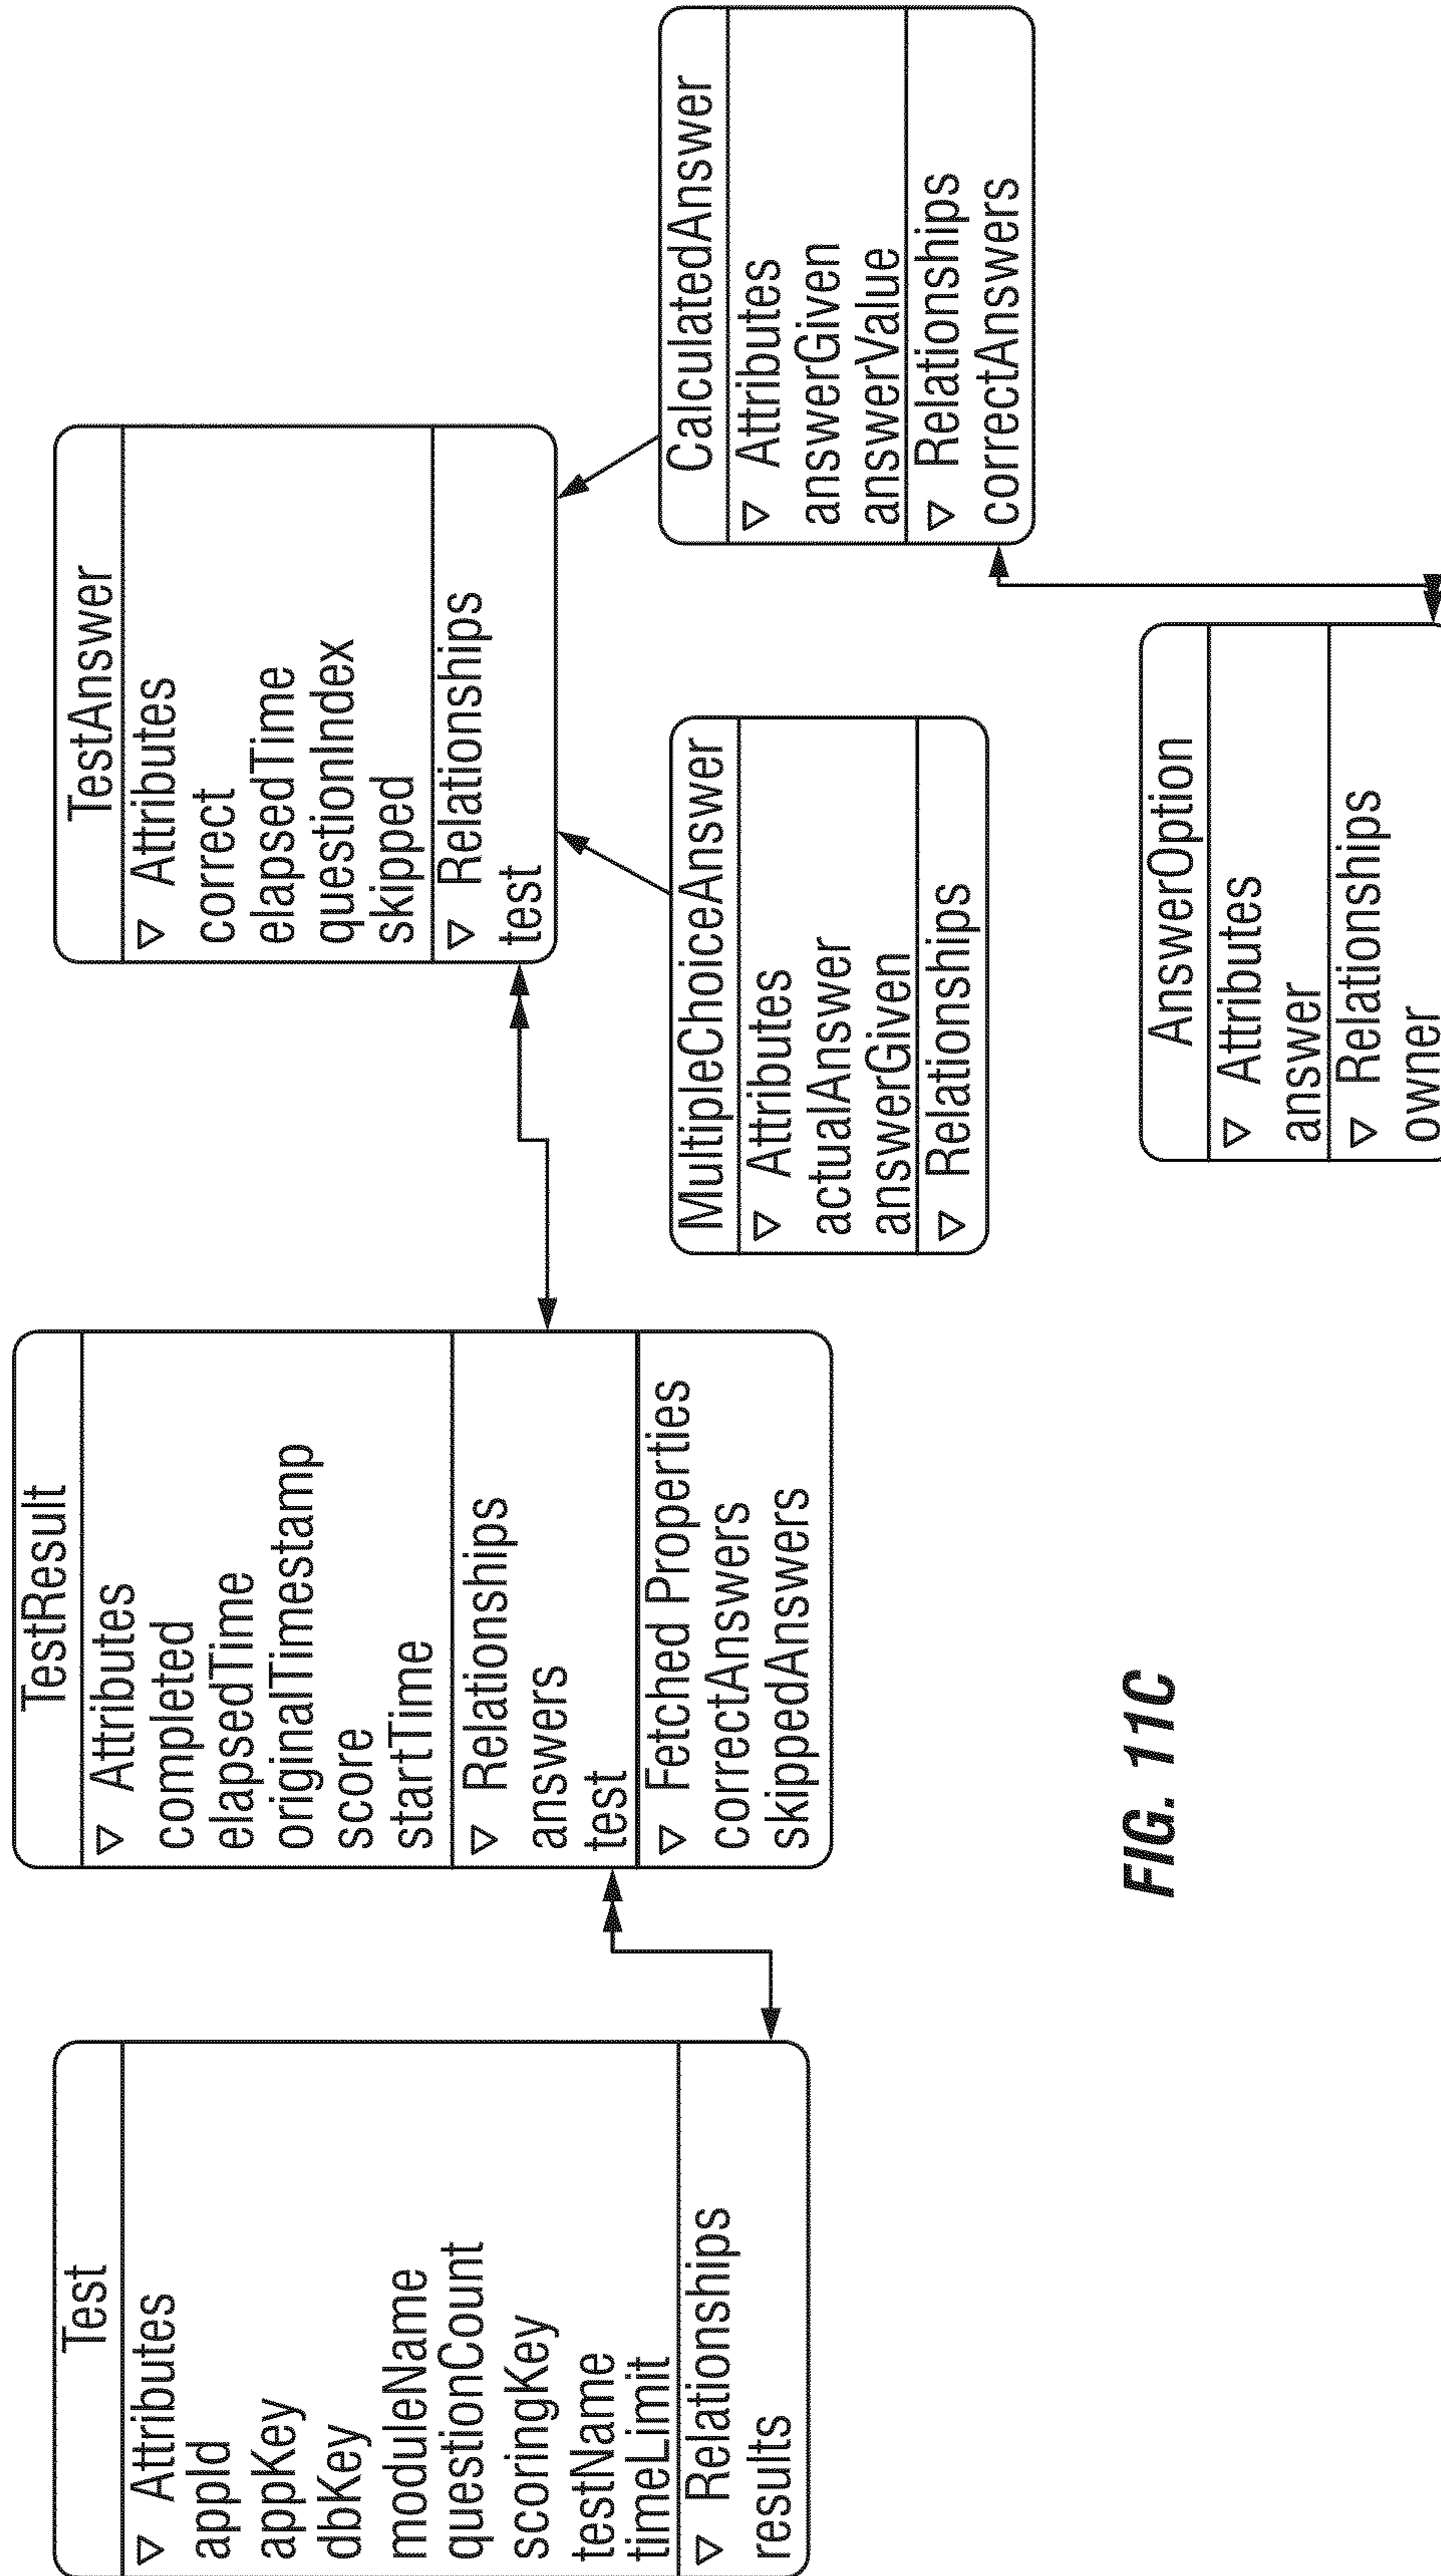 Test
▽ Attributes
appId
appKey
dbKey
moduleName
questionCount
scoringKey
testName
timeLimit
▽ Relationships
results
TestResult
▽ Attributes
completed
elapsedTime
originalTimestamp
score
startTime
▽ Relationships
answers
test
▽ Fetched Properties
correctAnswers
skippedAnswers
TestAnswer
▽ Attributes
correct
elapsedTime
questionIndex
skipped
▽ Relationships
test
MultipleChoiceAnswer
▽ Attributes
actualAnswer
answerGiven
▽ Relationships
CalculatedAnswer
▽ Attributes
answerGiven
answerValue
▽ Relationships
correctAnswers
AnswerOption
▽ Attributes
answer
▽ Relationships
owner
FIG. 11C